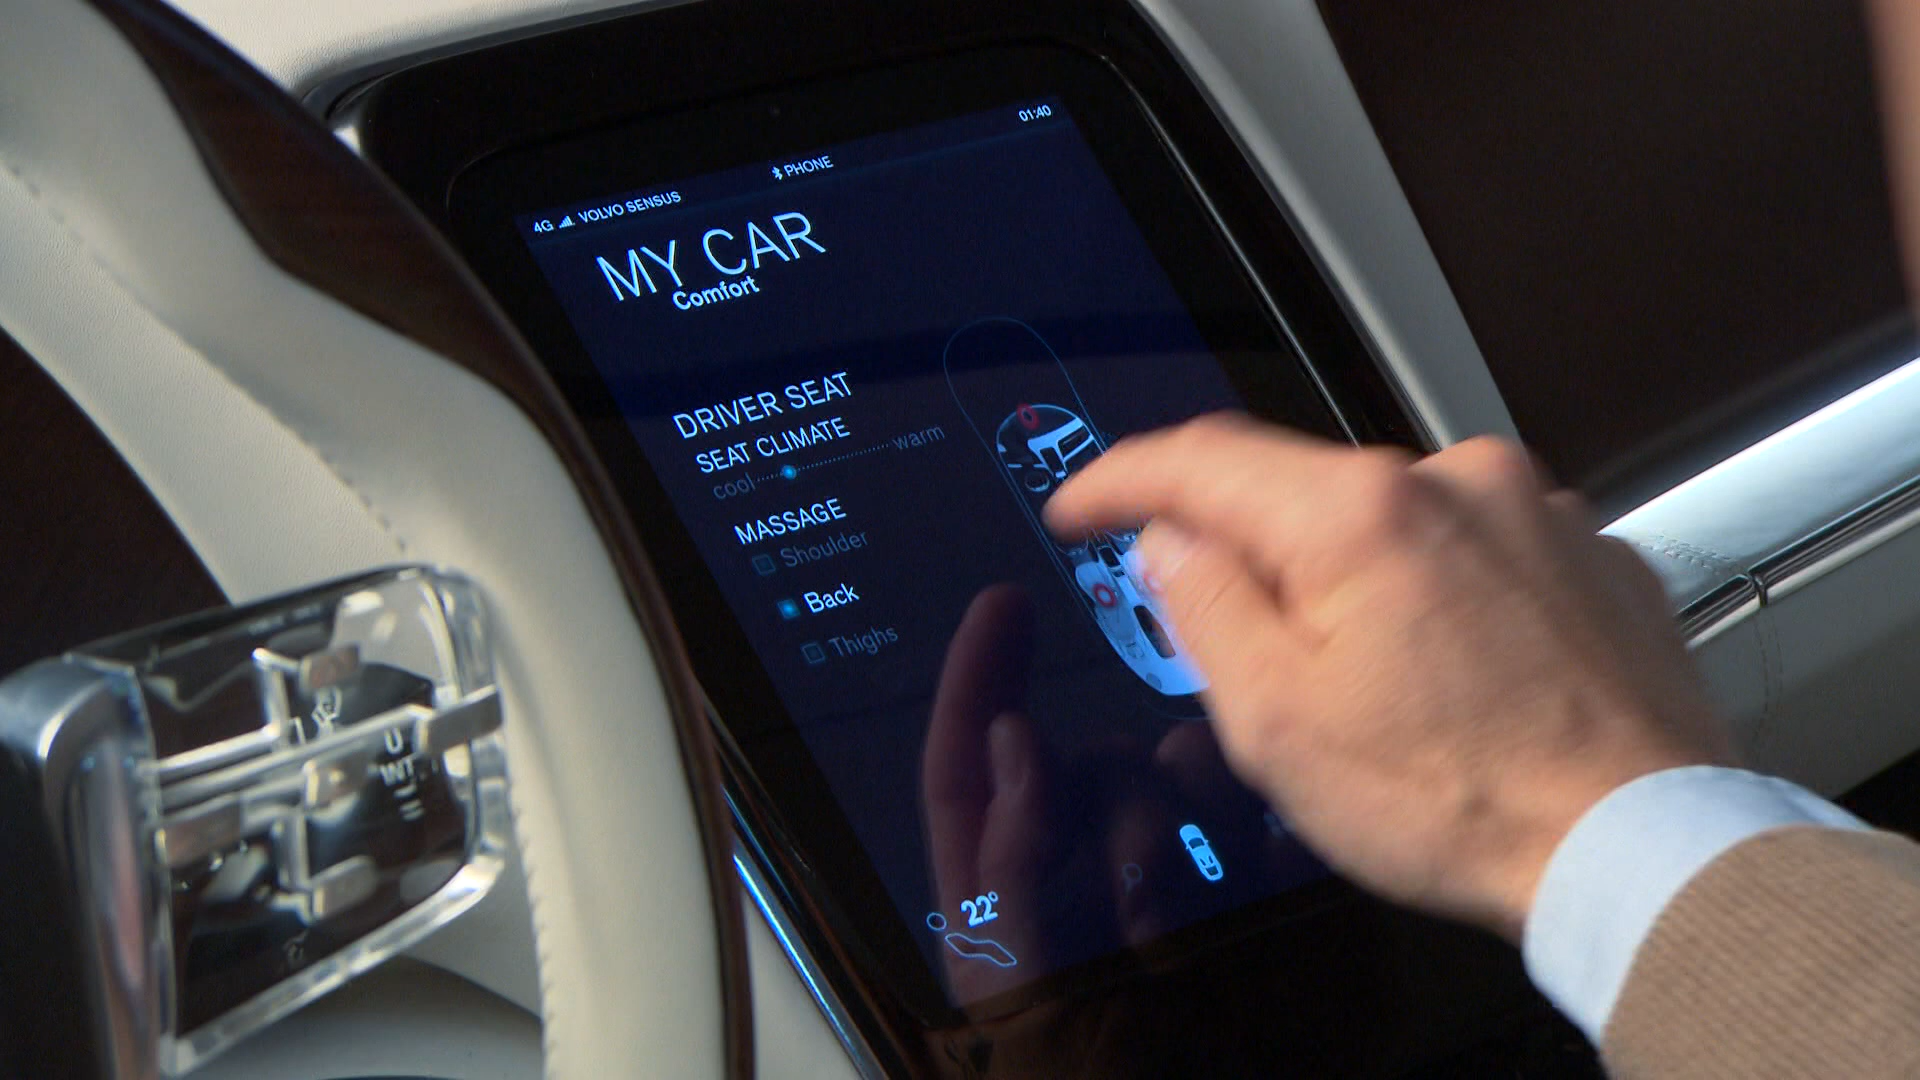 01:40
PHONE
4G VOLVO SENSUS
MY CAR
Comfort
DRIVER SEAT
SEAT CLIMATE
cool warm
MASSAGE
Shoulder
Back
Thighs
22°